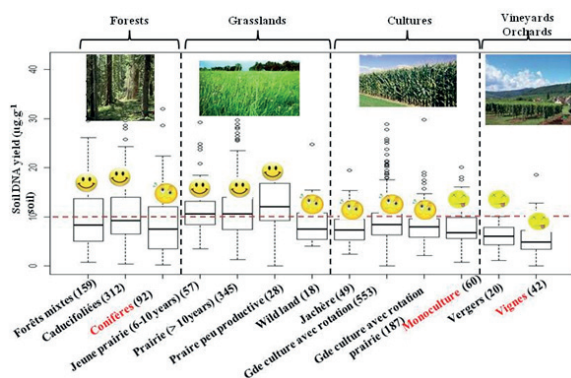 Forests
Grasslands
Cultures
Vineyards
Orchards
Soil DNA yield (µg.g⁻¹ soil)
40
30
20
10
0
Forêts mixtes (159)
Caducifoliées (312)
Conifères (92)
Jeune prairie (6-10 years) (57)
Prairie (> 10years) (345)
Praire peu productive (28)
Wild land (18)
Jachère (49)
Gde culture avec rotation (553)
Gde culture avec rotation
prairie (187)
Monoculture (60)
Vergers (20)
Vignes (42)